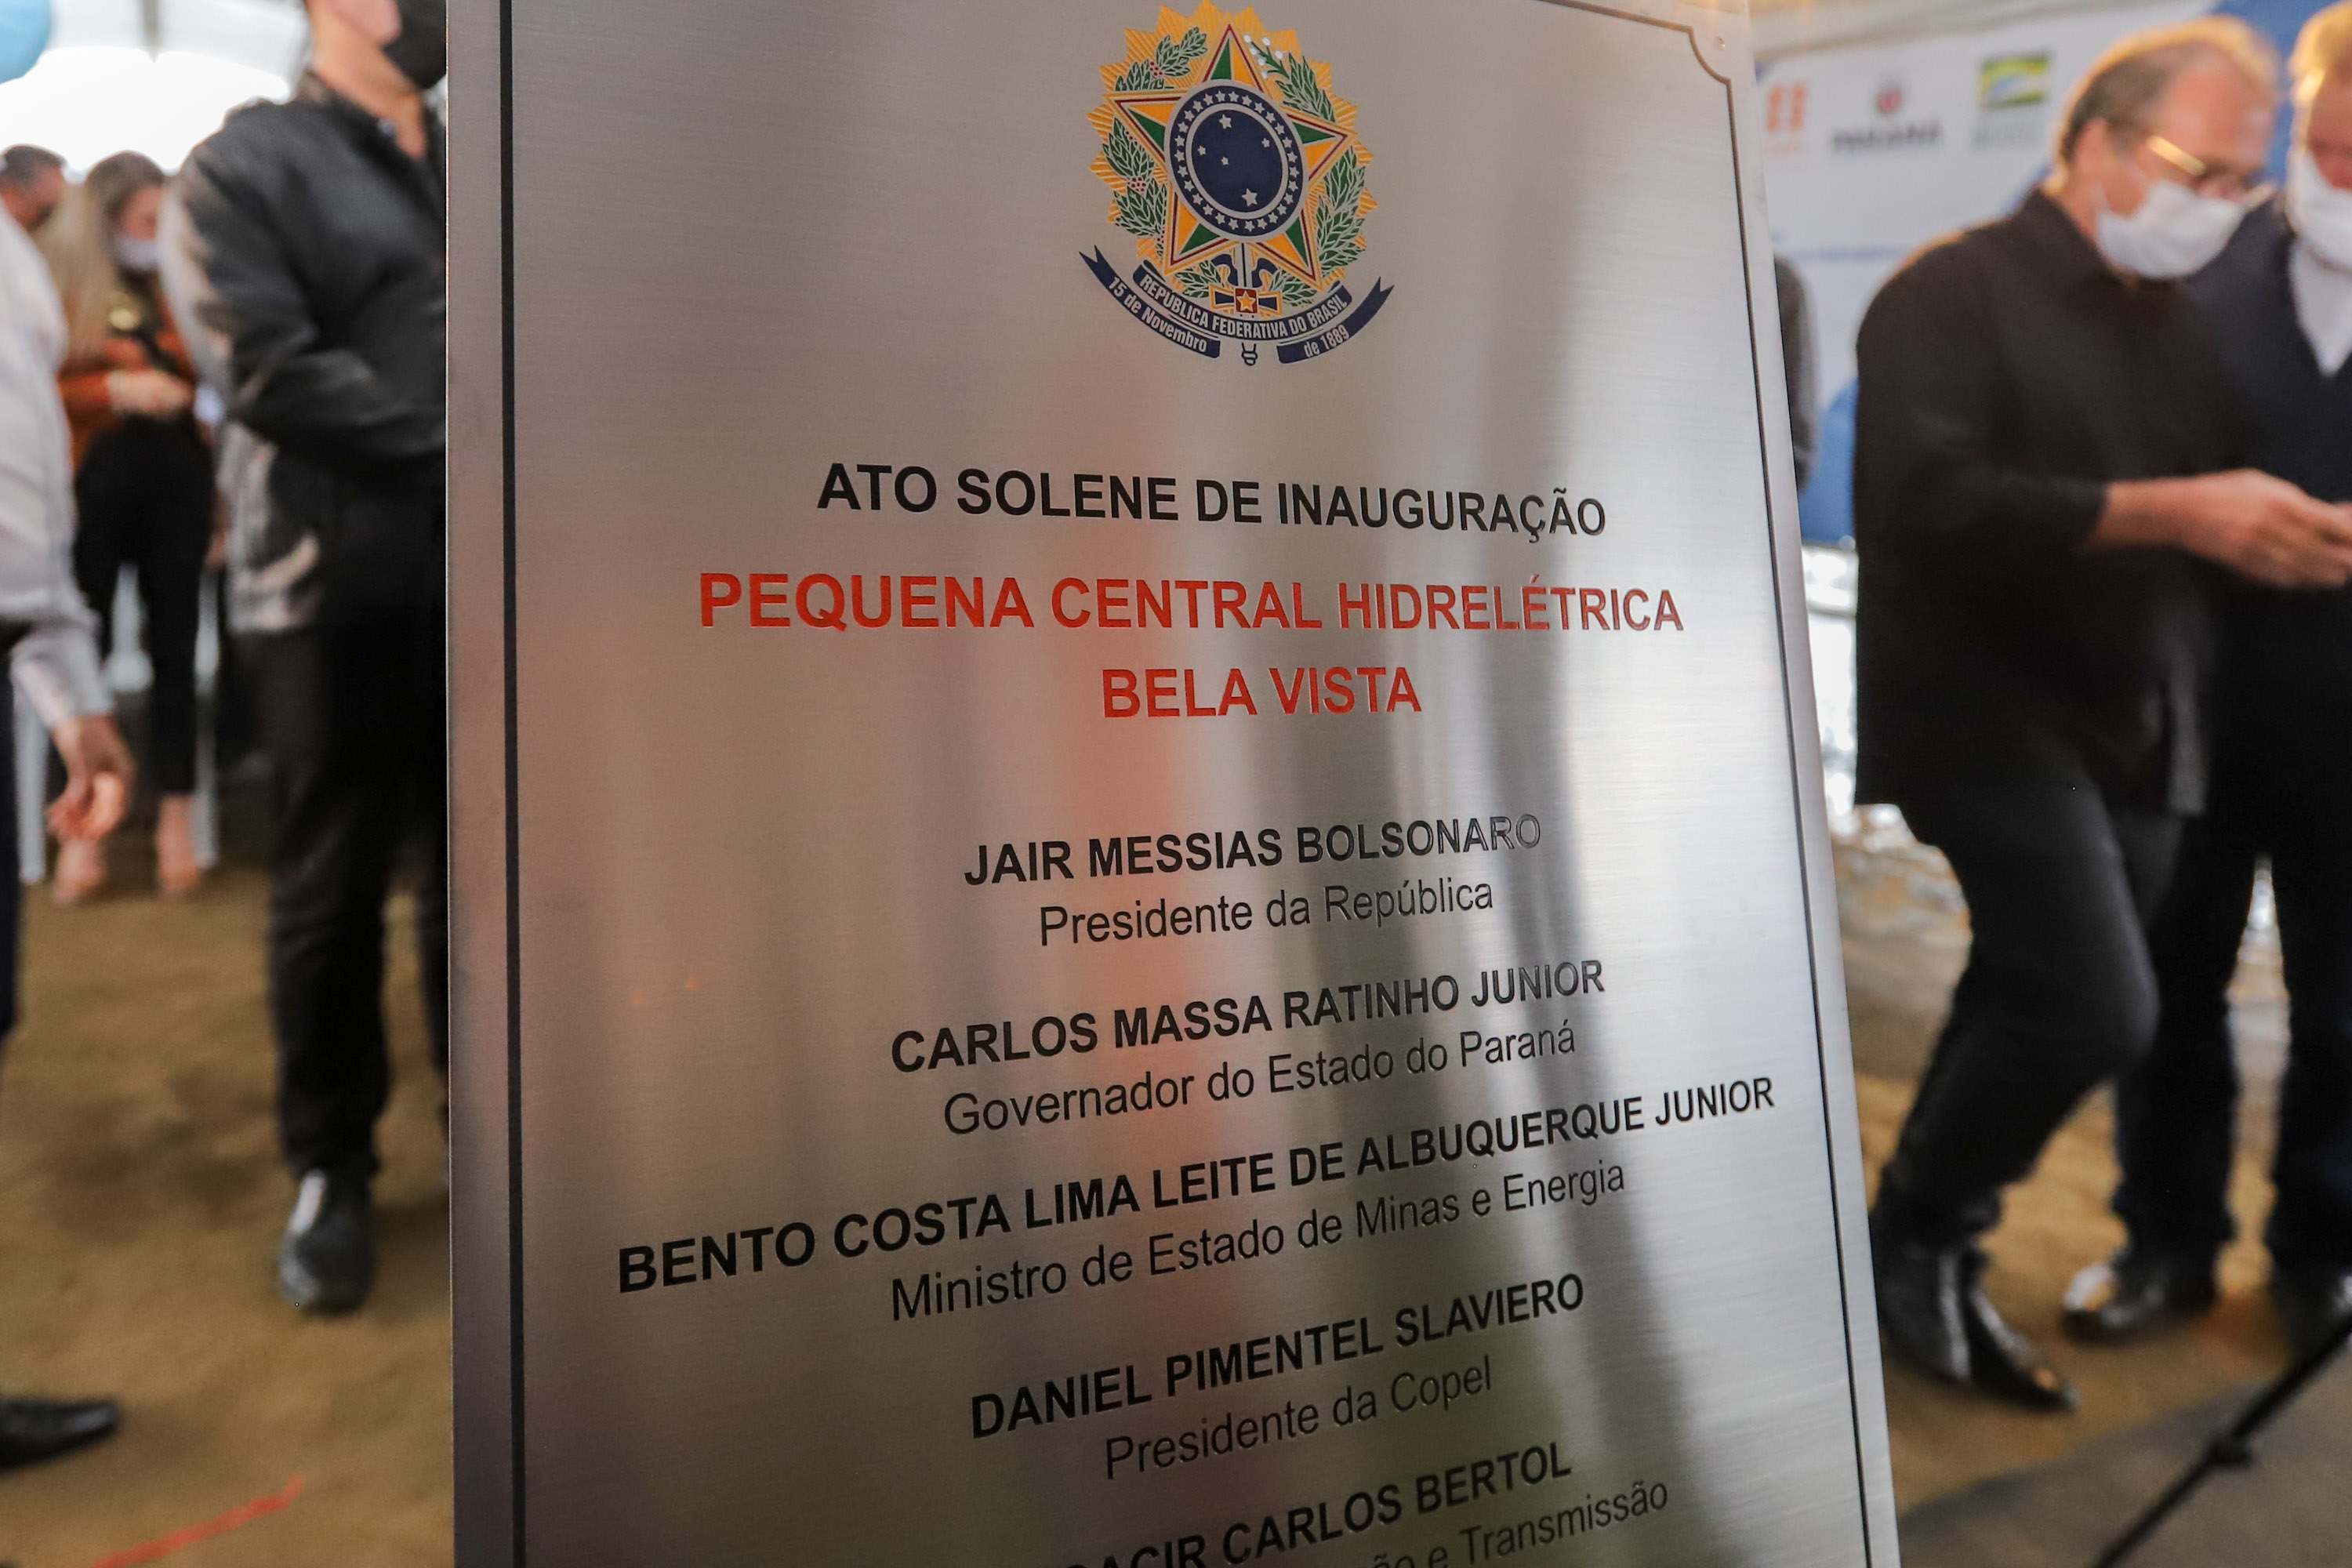 REPÚBLICA FEDERATIVA DO BRASIL
15 de Novembro de 1889
ATO SOLENE DE INAUGURAÇÃO
PEQUENA CENTRAL HIDRELÉTRICA
BELA VISTA
JAIR MESSIAS BOLSONARO
Presidente da República
CARLOS MASSA RATINHO JUNIOR
Governador do Estado do Paraná
BENTO COSTA LIMA LEITE DE ALBUQUERQUE JUNIOR
Ministro de Estado de Minas e Energia
DANIEL PIMENTEL SLAVIERO
Presidente da Copel
CARLOS BERTOL
e Transmissão
PARANÁ